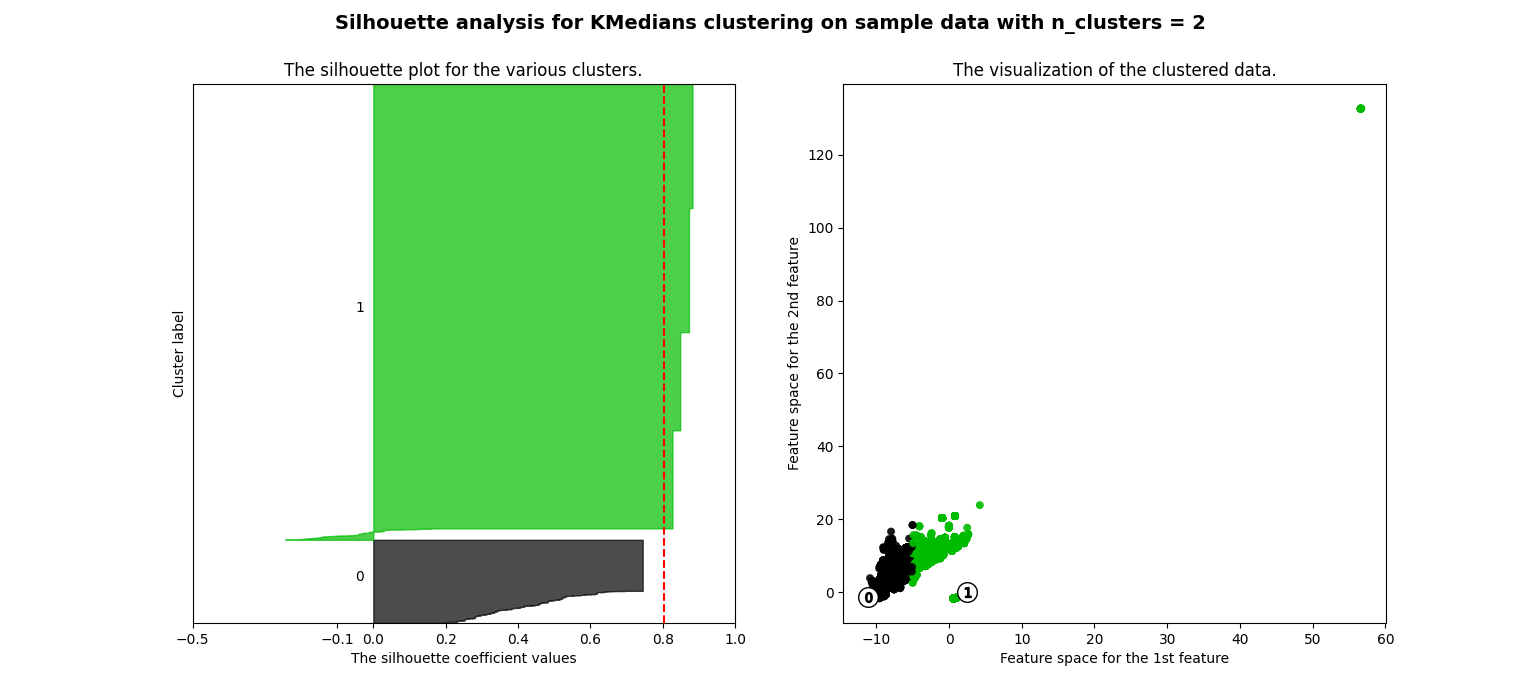 Silhouette analysis for KMedians clustering on sample data with n_clusters = 2
The silhouette plot for the various clusters.
Cluster label
1
0
−0.5 −0.1 0.0 0.2 0.4 0.6 0.8 1.0
The silhouette coefficient values
The visualization of the clustered data.
Feature space for the 2nd feature
120
100
80
60
40
20
0
0 1
−10 0 10 20 30 40 50 60
Feature space for the 1st feature